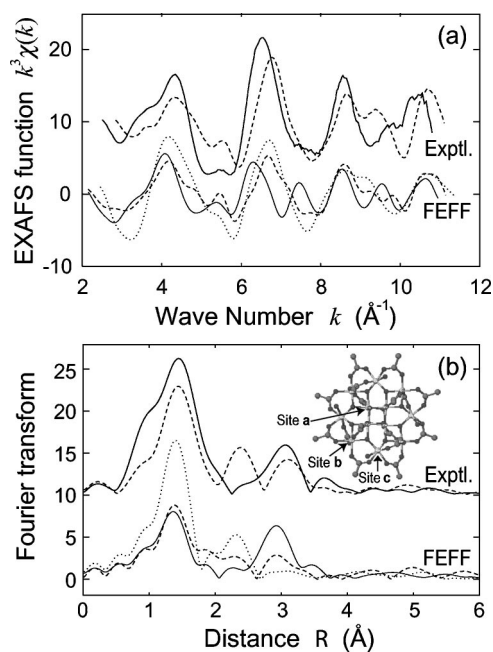 (a)
EXAFS function k³χ(k)
20
10
0
-10
Exptl.
FEFF
2 4 6 8 10 12
Wave Number k (Å⁻¹)
(b)
Fourier transform
25
20
15
10
5
0
Site a
Site b
Site c
Exptl.
FEFF
0 1 2 3 4 5 6
Distance R (Å)